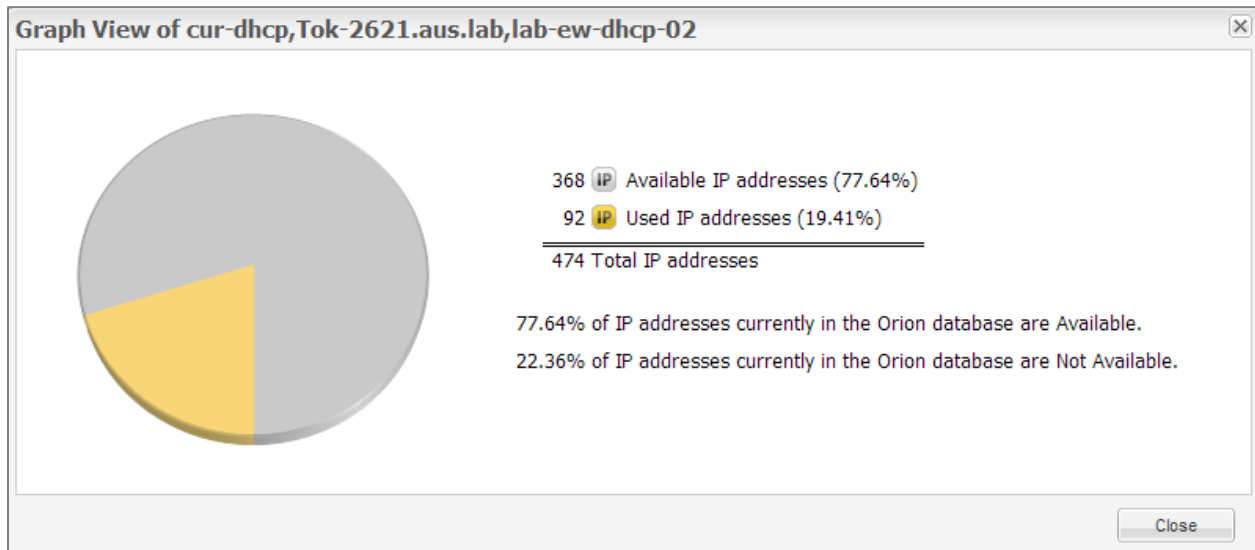 Graph View of cur-dhcp,Tok-2621.aus.lab,lab-ew-dhcp-02
368 IP Available IP addresses (77.64%)
92 IP Used IP addresses (19.41%)
474 Total IP addresses
77.64% of IP addresses currently in the Orion database are Available.
22.36% of IP addresses currently in the Orion database are Not Available.
Close